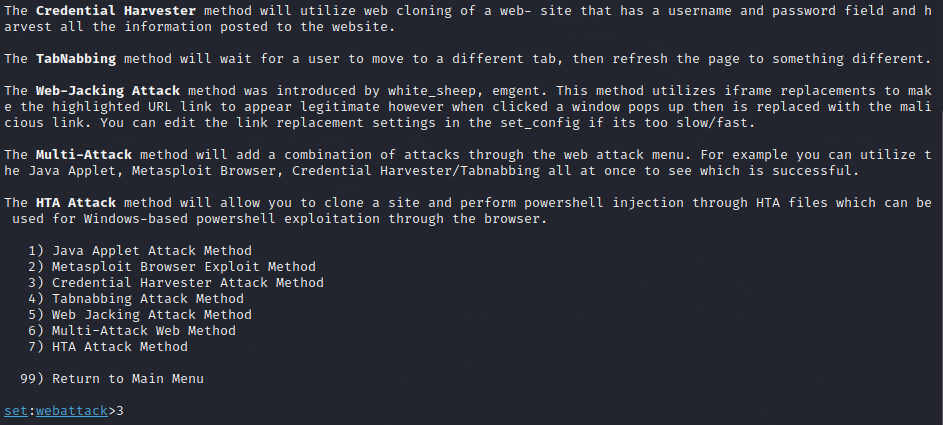 The Credential Harvester method will utilize web cloning of a web- site that has a username and password field and h
arvest all the information posted to the website.
The TabNabbing method will wait for a user to move to a different tab, then refresh the page to something different.
The Web-Jacking Attack method was introduced by white_sheep, emgent. This method utilizes iframe replacements to mak
e the highlighted URL link to appear legitimate however when clicked a window pops up then is replaced with the mali
cious link. You can edit the link replacement settings in the set_config if its too slow/fast.
The Multi-Attack method will add a combination of attacks through the web attack menu. For example you can utilize t
he Java Applet, Metasploit Browser, Credential Harvester/Tabnabbing all at once to see which is successful.
The HTA Attack method will allow you to clone a site and perform powershell injection through HTA files which can be
used for Windows-based powershell exploitation through the browser.
1) Java Applet Attack Method
2) Metasploit Browser Exploit Method
3) Credential Harvester Attack Method
4) Tabnabbing Attack Method
5) Web Jacking Attack Method
6) Multi-Attack Web Method
7) HTA Attack Method
99) Return to Main Menu
set:webattack>3